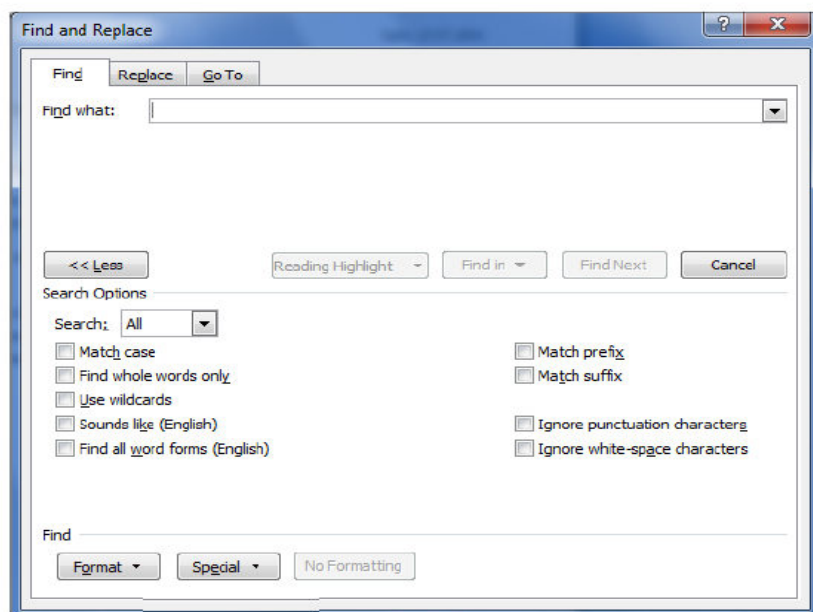 Find and Replace
Find Replace Go To
Find what:
<< Less Reading Highlight Find in Find Next Cancel
Search Options
Search: All
Match case Match prefix
Find whole words only Match suffix
Use wildcards
Sounds like (English) Ignore punctuation characters
Find all word forms (English) Ignore white-space characters
Find
Format Special No Formatting